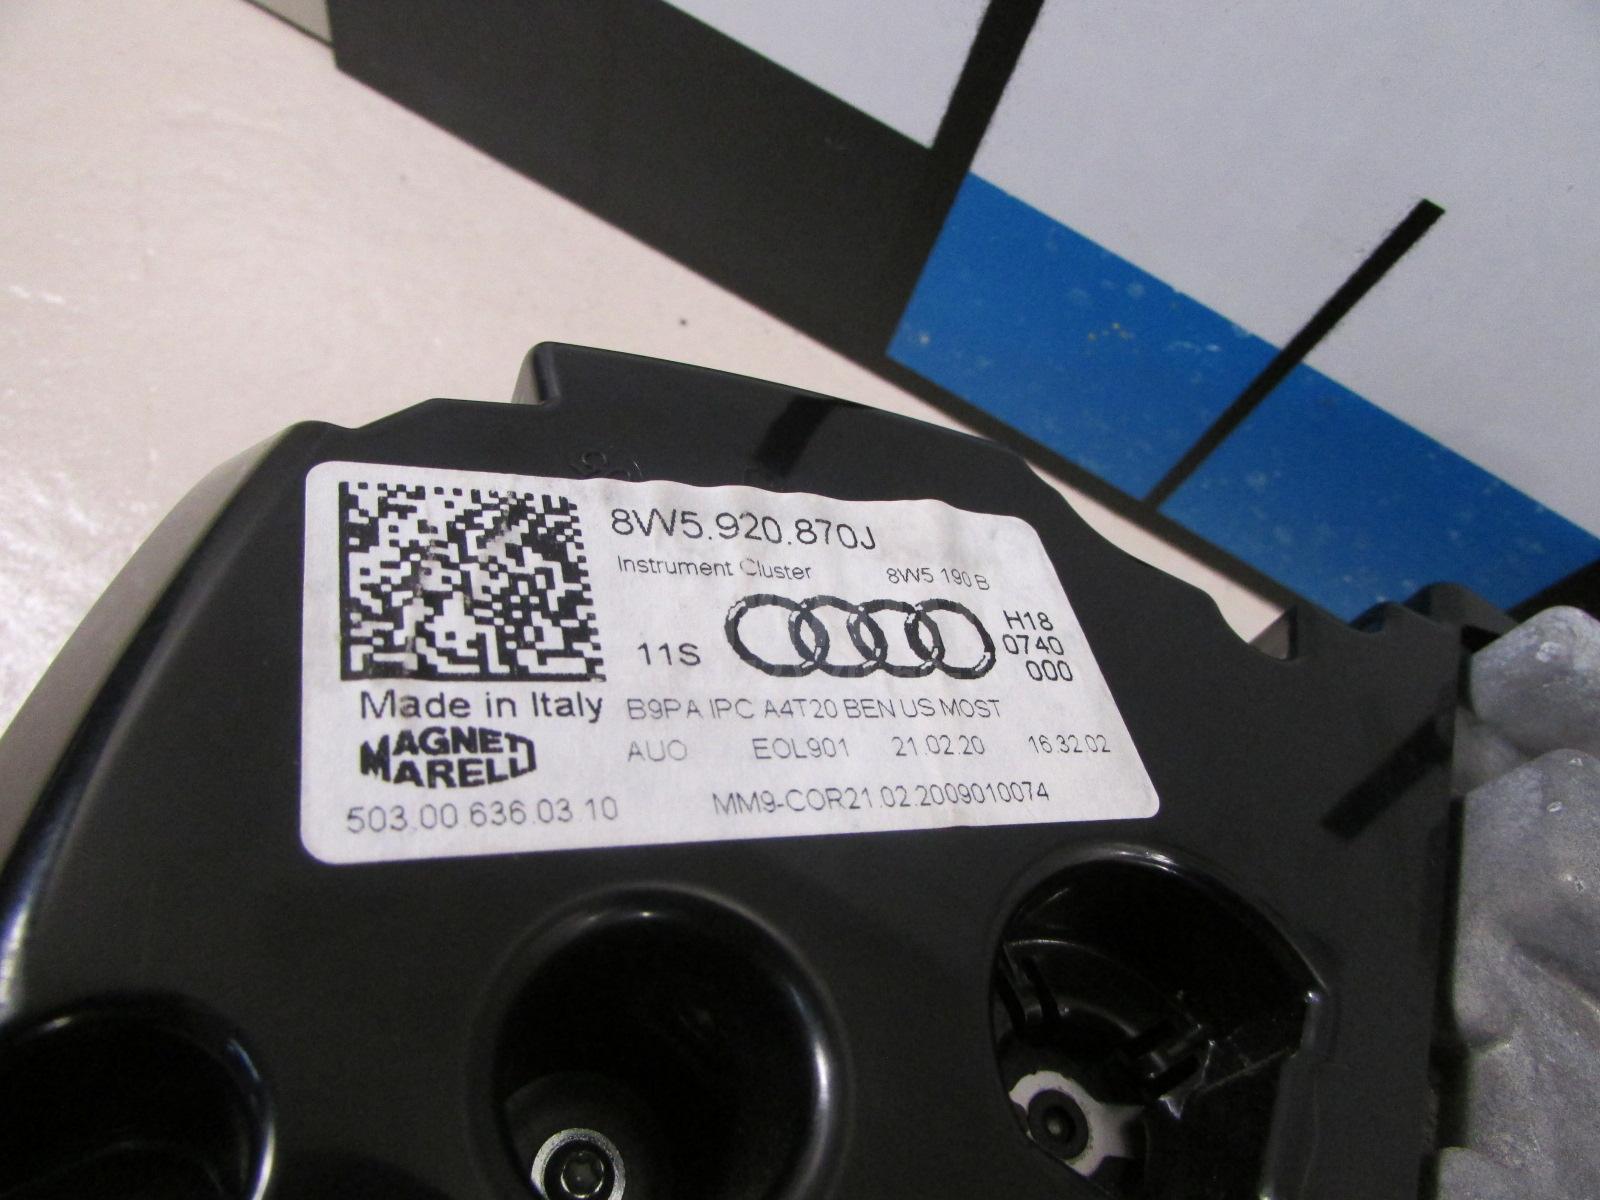 8W5.920.870J
Instrument Cluster 8W5 190 B
11S
H18
0740
000
Made in Italy
B9PA IPC A4T20 BEN US MOST
MAGNETI
MARELLI
AUO EOL901 21.02.20 16.32.02
503.00.636.03.10
MM9-COR21.02.2009010074